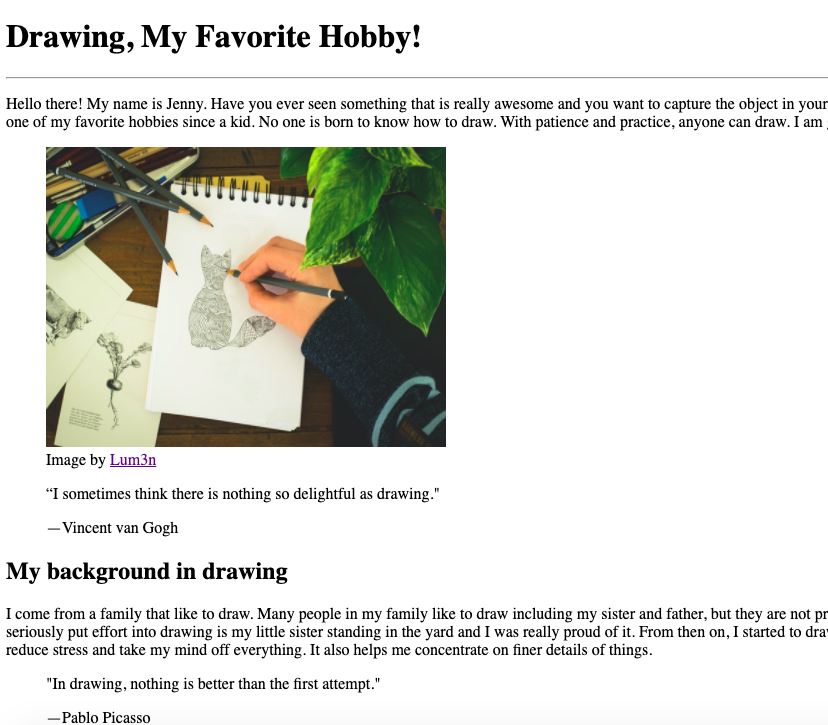 Drawing, My Favorite Hobby!
Hello there! My name is Jenny. Have you ever seen something that is really awesome and you want to capture the object in your
one of my favorite hobbies since a kid. No one is born to know how to draw. With patience and practice, anyone can draw. I am
Image by Lum3n
“I sometimes think there is nothing so delightful as drawing."
—Vincent van Gogh
My background in drawing
I come from a family that like to draw. Many people in my family like to draw including my sister and father, but they are not pr
seriously put effort into drawing is my little sister standing in the yard and I was really proud of it. From then on, I started to dra
reduce stress and take my mind off everything. It also helps me concentrate on finer details of things.
"In drawing, nothing is better than the first attempt."
—Pablo Picasso